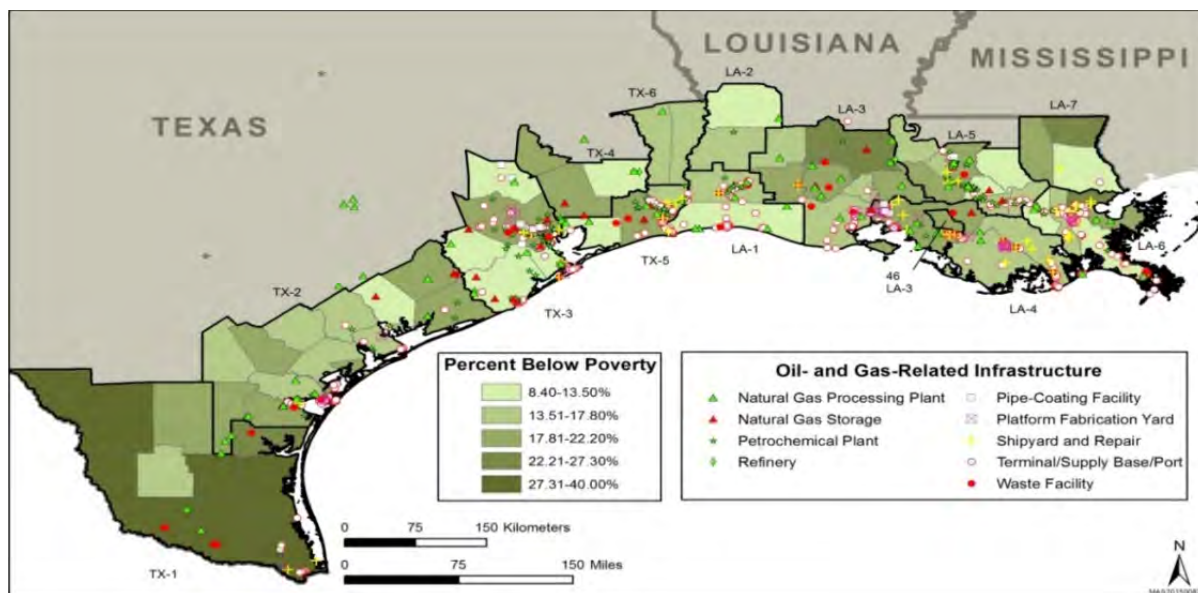 LOUISIANA
MISSISSIPPI
TEXAS
LA-2
TX-6
LA-3
LA-7
TX-4
LA-5
TX-2
TX-5
LA-1
LA-6
TX-3
46
LA-3
LA-4
TX-1
Percent Below Poverty
8.40-13.50%
13.51-17.80%
17.81-22.20%
22.21-27.30%
27.31-40.00%
Oil- and Gas-Related Infrastructure
Natural Gas Processing Plant
Natural Gas Storage
Petrochemical Plant
Refinery
Pipe-Coating Facility
Platform Fabrication Yard
Shipyard and Repair
Terminal/Supply Base/Port
Waste Facility
0 75 150 Kilometers
0 75 150 Miles
N